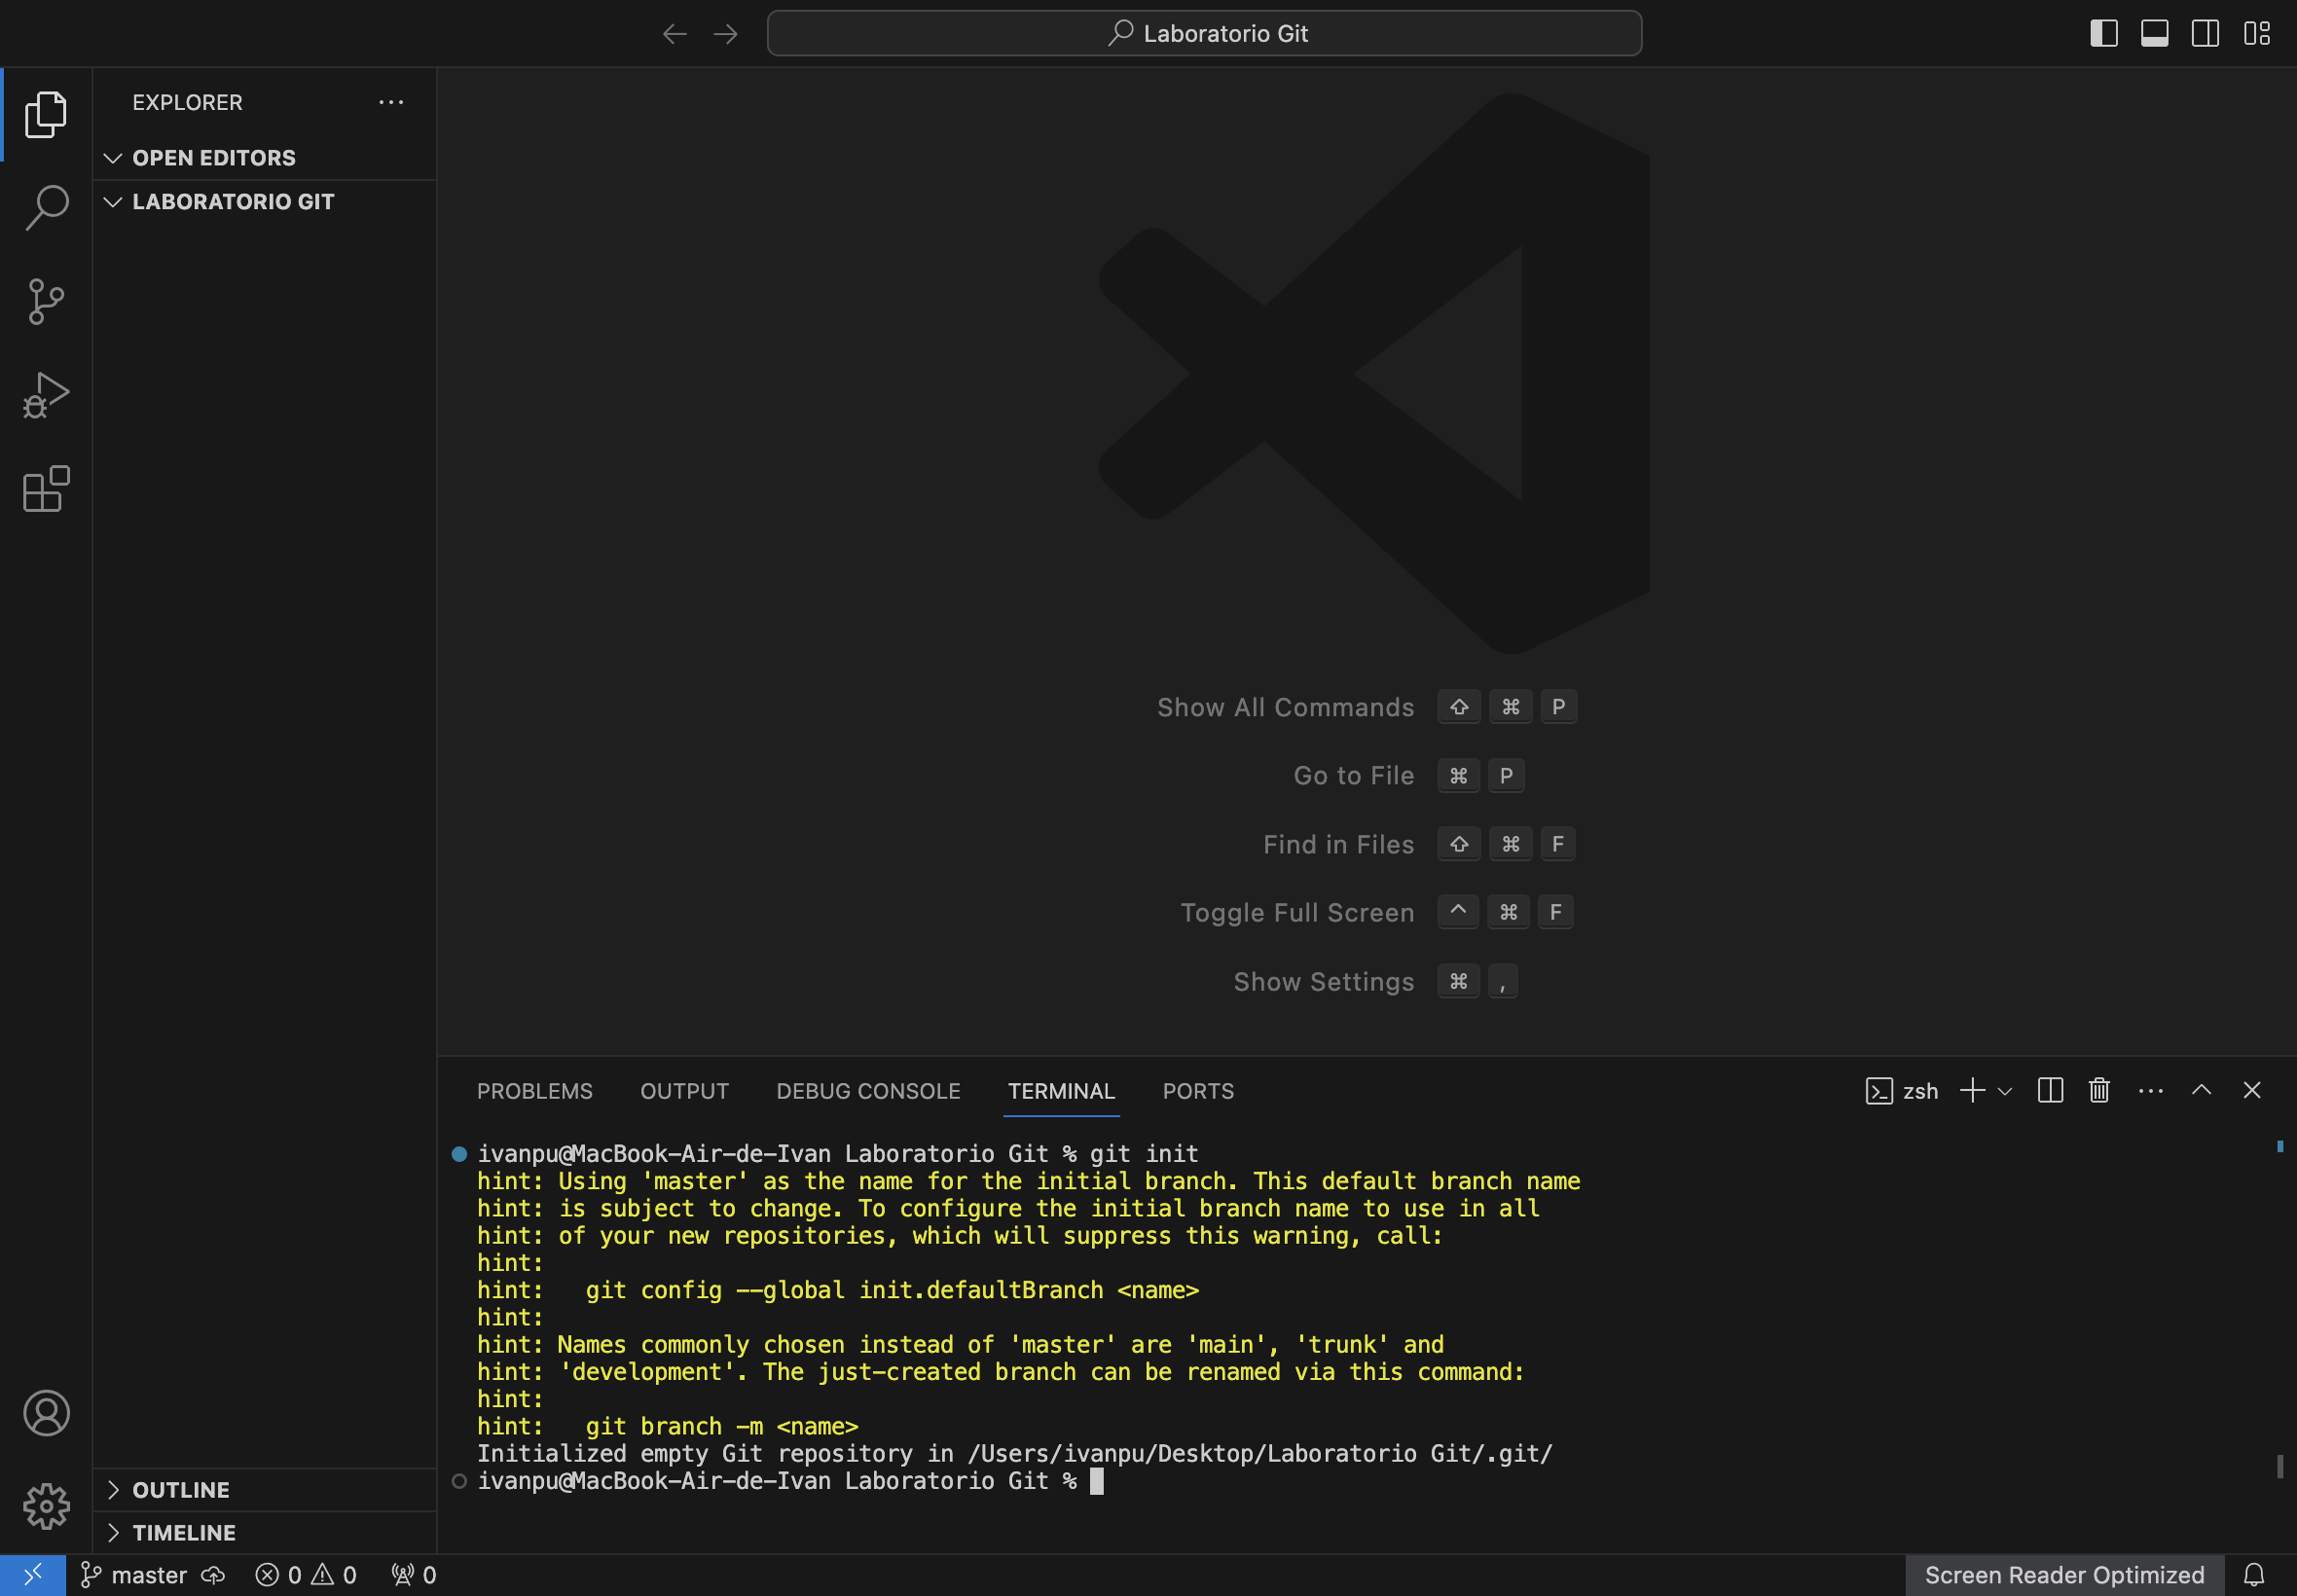 Laboratorio Git
EXPLORER
OPEN EDITORS
LABORATORIO GIT
Show All Commands ⇧ ⌘ P
Go to File ⌘ P
Find in Files ⇧ ⌘ F
Toggle Full Screen ^ ⌘ F
Show Settings ⌘ ,
PROBLEMS OUTPUT DEBUG CONSOLE TERMINAL PORTS zsh
ivanpu@MacBook-Air-de-Ivan Laboratorio Git % git init
hint: Using 'master' as the name for the initial branch. This default branch name
hint: is subject to change. To configure the initial branch name to use in all
hint: of your new repositories, which will suppress this warning, call:
hint:
hint:   git config --global init.defaultBranch <name>
hint:
hint: Names commonly chosen instead of 'master' are 'main', 'trunk' and
hint: 'development'. The just-created branch can be renamed via this command:
hint:
hint:   git branch -m <name>
Initialized empty Git repository in /Users/ivanpu/Desktop/Laboratorio Git/.git/
ivanpu@MacBook-Air-de-Ivan Laboratorio Git %
OUTLINE
TIMELINE
master 0 0 0 Screen Reader Optimized